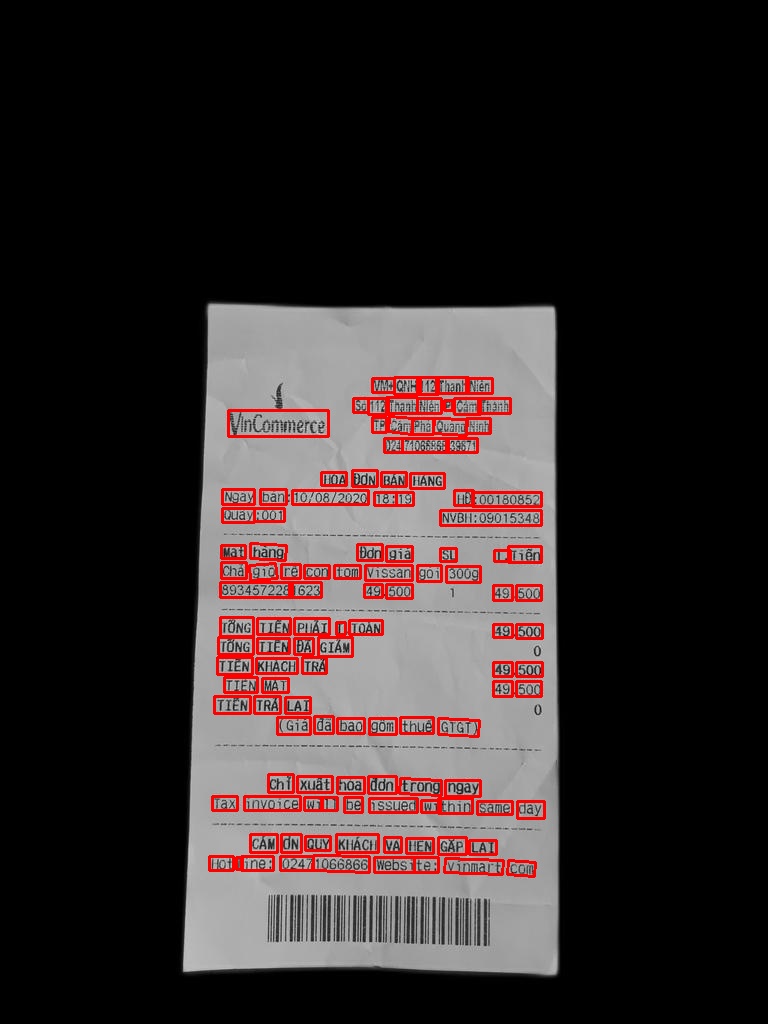 VinCommerce
VM+ QNH 112 Thanh Niên
Số 112 Thanh Niên P. Cẩm Thành
TP. Cẩm Phả Quảng Ninh
024.71066866-39671
HÓA ĐƠN BÁN HÀNG
Ngày bán:10/08/2020 18:19 HĐ:00180852
Quầy:001 NVBH:09015348
Mặt hàng Đơn giá SL T.Tiền
Chả giò rế con tôm Vissan gói 300g
8934572281623 49.500 1 49.500
TỔNG TIỀN PHẢI T.TOÁN 49.500
TỔNG TIỀN ĐÃ GIẢM 0
TIỀN KHÁCH TRẢ 49.500
TIỀN MẶT 49.500
TIỀN TRẢ LẠI 0
(Giá đã bao gồm thuế GTGT)
Chỉ xuất hóa đơn trong ngày
Tax invoice will be issued within same day
CẢM ƠN QUÝ KHÁCH VÀ HẸN GẶP LẠI
Hotline: 02471066866 Website: vinmart.com